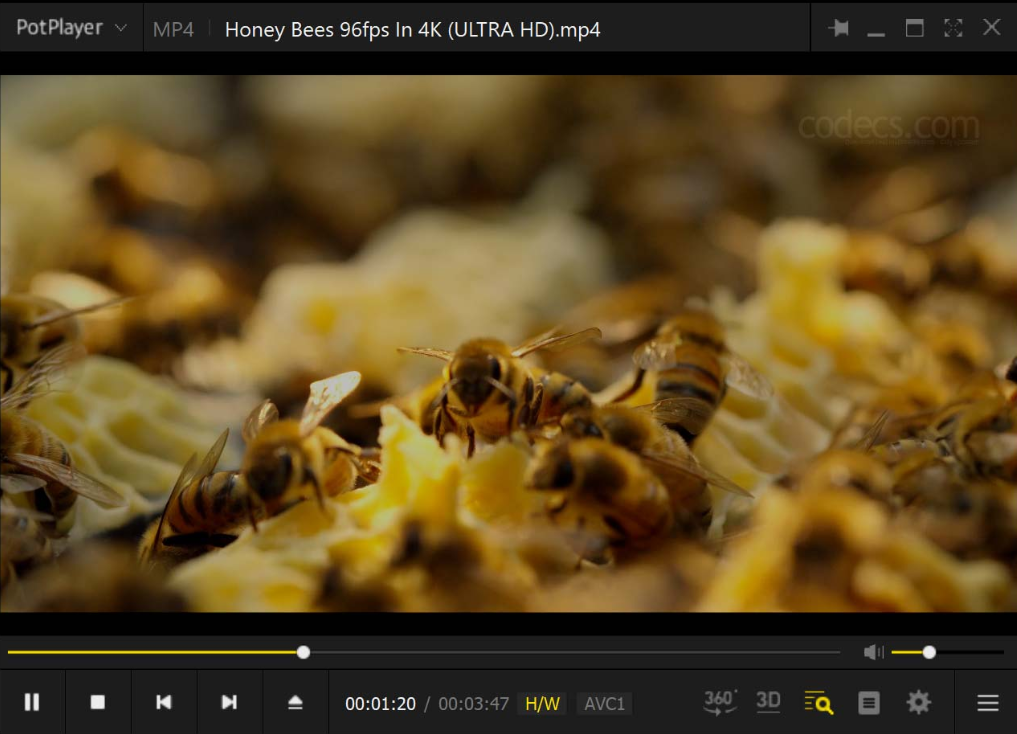 PotPlayer MP4 Honey Bees 96fps In 4K (ULTRA HD).mp4
codecs.com
00:01:20 / 00:03:47 H/W AVC1 360° 3D